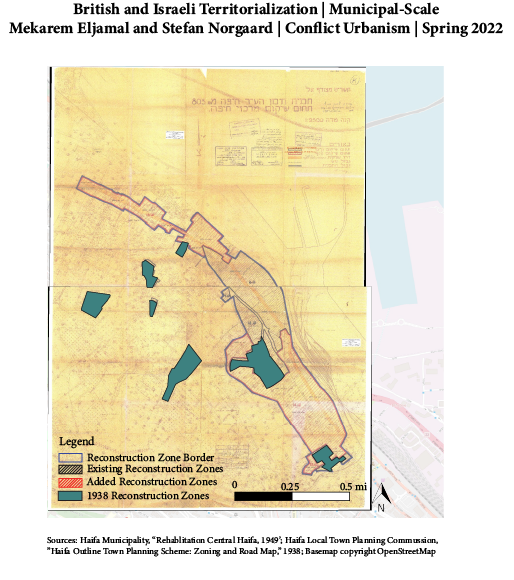 British and Israeli Territorialization | Municipal-Scale
Mekarem Eljamal and Stefan Norgaard | Conflict Urbanism | Spring 2022
Legend
Reconstruction Zone Border
Existing Reconstruction Zones
Added Reconstruction Zones
1938 Reconstruction Zones
0 0.25 0.5 mi
Sources: Haifa Municipality, "Rehablitation Central Haifa, 1949'; Haifa Local Town Planning Commussion,
"Haifa Outline Town Planning Scheme: Zoning and Road Map," 1938; Basemap copyright OpenStreetMap